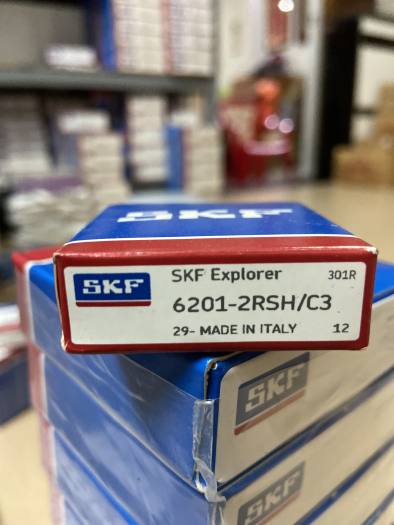 SKF
SKF
SKF Explorer
301R
6201-2RSH/C3
29- MADE IN ITALY
12
SKF
SKF